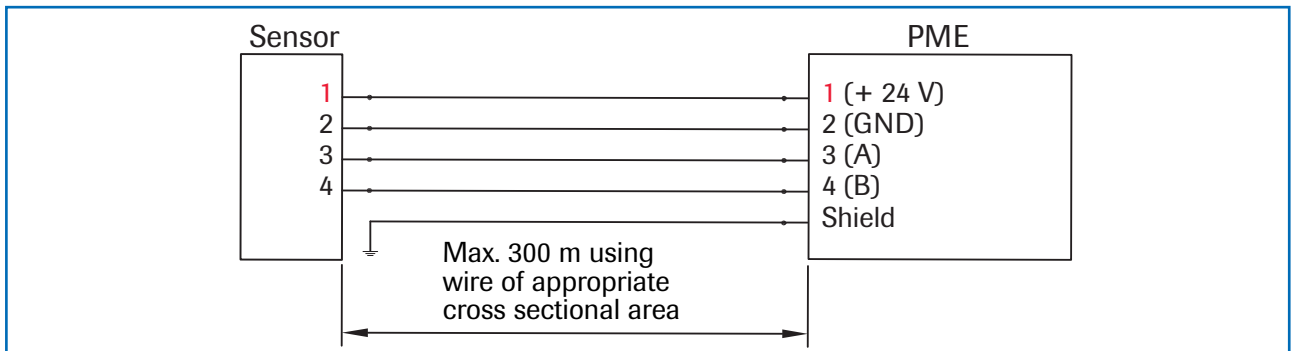 Sensor
PME
1
2
3
4
1 (+ 24 V)
2 (GND)
3 (A)
4 (B)
Shield
Max. 300 m using
wire of appropriate
cross sectional area